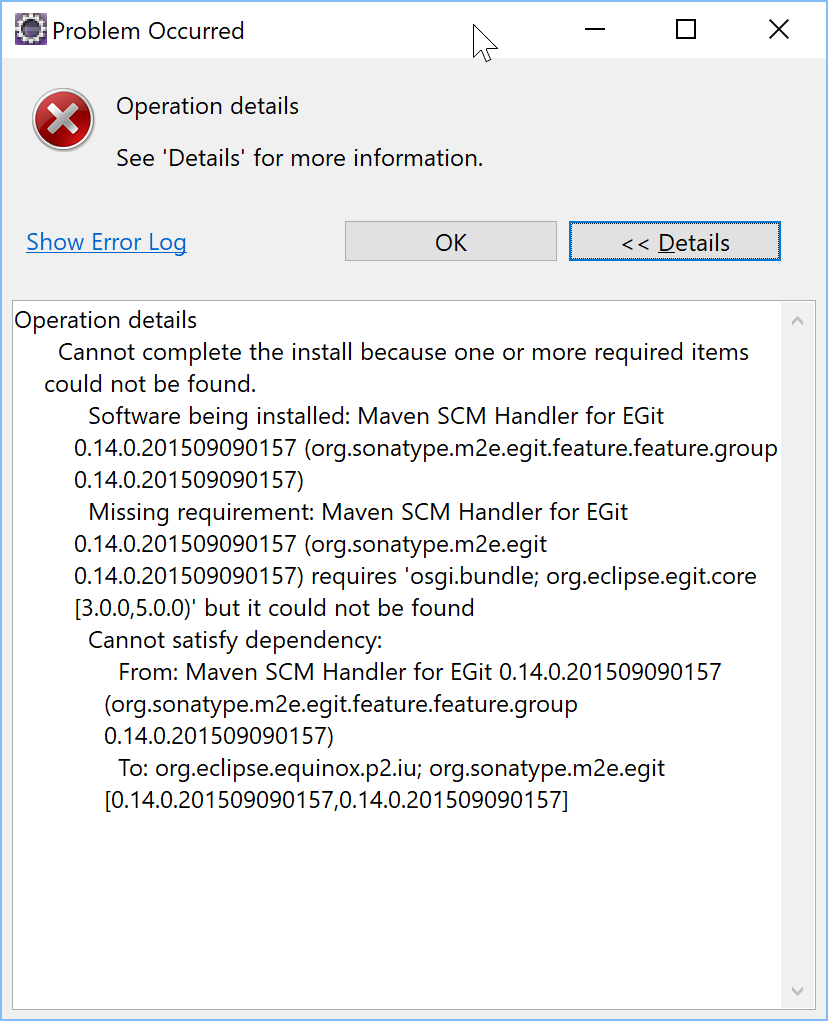 Problem Occurred
Operation details
See 'Details' for more information.
Show Error Log
OK
<< Details
Operation details
Cannot complete the install because one or more required items
could not be found.
Software being installed: Maven SCM Handler for EGit
0.14.0.201509090157 (org.sonatype.m2e.egit.feature.feature.group
0.14.0.201509090157)
Missing requirement: Maven SCM Handler for EGit
0.14.0.201509090157 (org.sonatype.m2e.egit
0.14.0.201509090157) requires 'osgi.bundle; org.eclipse.egit.core
[3.0.0,5.0.0)' but it could not be found
Cannot satisfy dependency:
From: Maven SCM Handler for EGit 0.14.0.201509090157
(org.sonatype.m2e.egit.feature.feature.group
0.14.0.201509090157)
To: org.eclipse.equinox.p2.iu; org.sonatype.m2e.egit
[0.14.0.201509090157,0.14.0.201509090157]